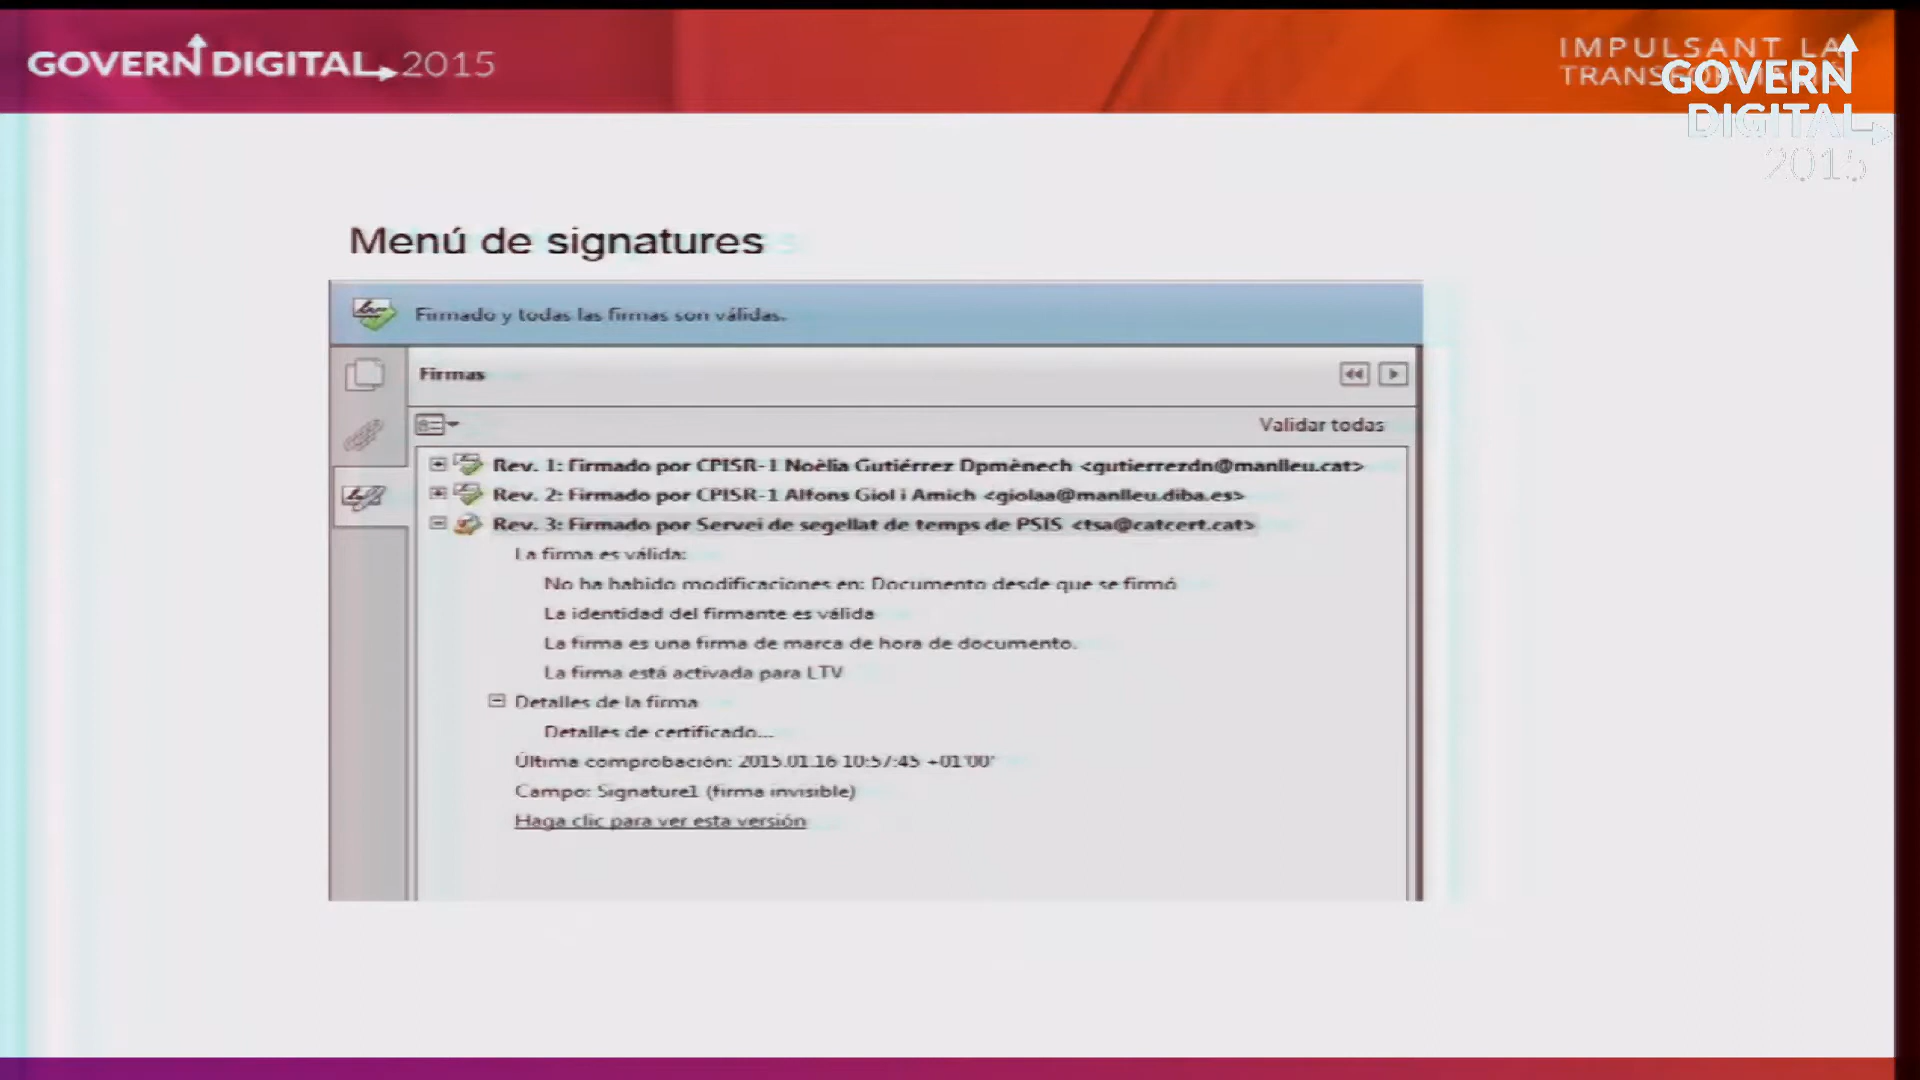 GOVERN DIGITAL 2015
IMPULSANT LA
GOVERN
DIGITAL
2015
Menú de signatures
Firmado y todas las firmas son válidas.
Firmas
Validar todas
Rev. 1: Firmado por CPISR-1 Noèlia Gutiérrez Dpmènech <gutierrezdn@manlleu.cat>
Rev. 2: Firmado por CPISR-1 Alfons Giol i Amich <giolaa@manlleu.diba.es>
Rev. 3: Firmado por Servei de segellat de temps de PSIS <tsa@catcert.cat>
La firma es válida:
No ha habido modificaciones en: Documento desde que se firmó
La identidad del firmante es válida
La firma es una firma de marca de hora de documento.
La firma está activada para LTV
Detalles de la firma
Detalles de certificado...
Última comprobación: 2015.01.16 10:57:45 +01'00'
Campo: Signature1 (firma invisible)
Haga clic para ver esta versión